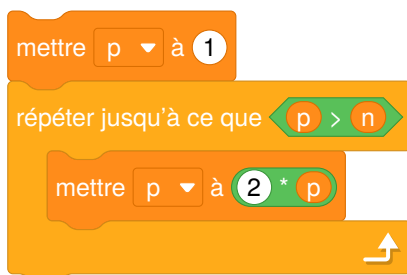 mettre p à 1
répéter jusqu'à ce que p > n
mettre p à 2 * p